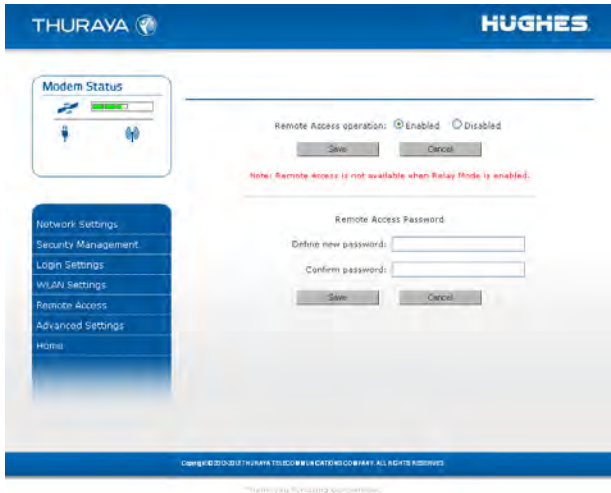 THURAYA
HUGHES
Modem Status
Remote Access operation: Enabled Disabled
Save Cancel
Note: Remote Access is not available when Relay Mode is enabled.
Network Settings
Security Management
Login Settings
WLAN Settings
Remote Access
Advanced Settings
Home
Remote Access Password
Define new password:
Confirm password:
Save Cancel
THURAYA TELECOMMUNICATIONS COMPANY. ALL RIGHTS RESERVED